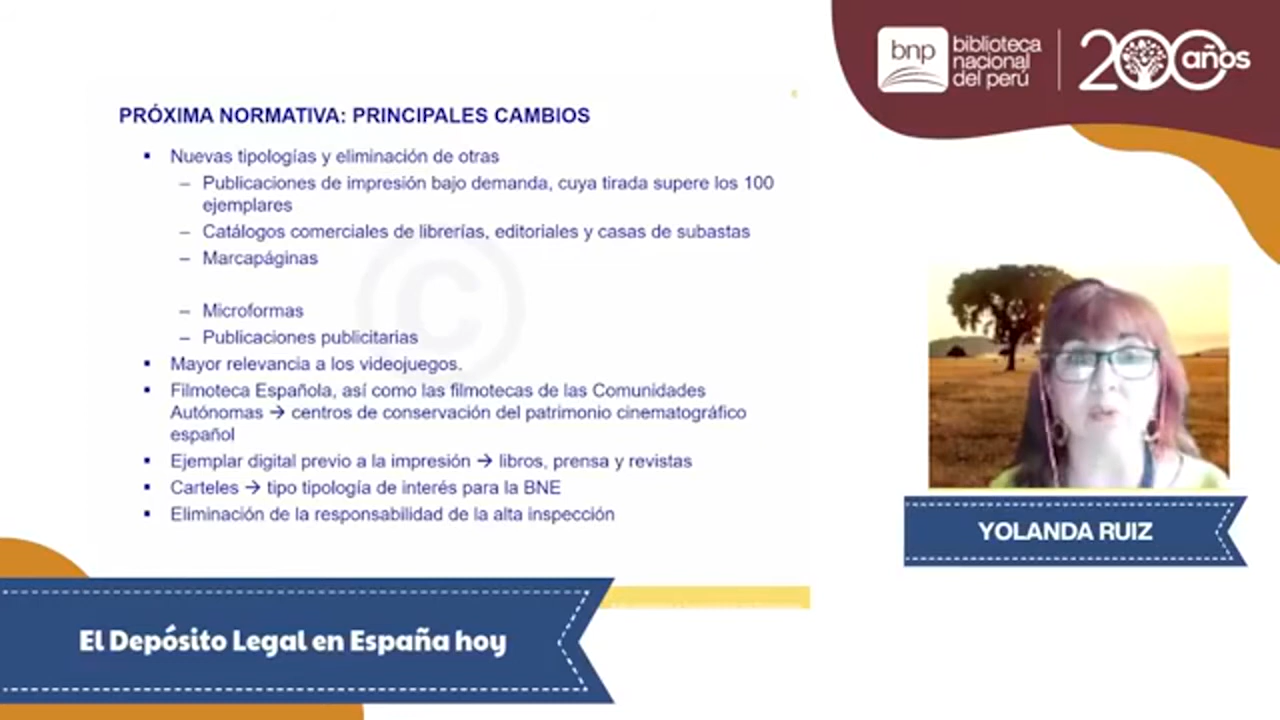 bnp
biblioteca
nacional
del perú
200 años
PRÓXIMA NORMATIVA: PRINCIPALES CAMBIOS
▪ Nuevas tipologías y eliminación de otras
– Publicaciones de impresión bajo demanda, cuya tirada supere los 100
ejemplares
– Catálogos comerciales de librerías, editoriales y casas de subastas
– Marcapáginas
– Microformas
– Publicaciones publicitarias
▪ Mayor relevancia a los videojuegos.
▪ Filmoteca Española, así como las filmotecas de las Comunidades
Autónomas → centros de conservación del patrimonio cinematográfico
español
▪ Ejemplar digital previo a la impresión → libros, prensa y revistas
▪ Carteles → tipo tipología de interés para la BNE
▪ Eliminación de la responsabilidad de la alta inspección
©
YOLANDA RUIZ
El Depósito Legal en España hoy